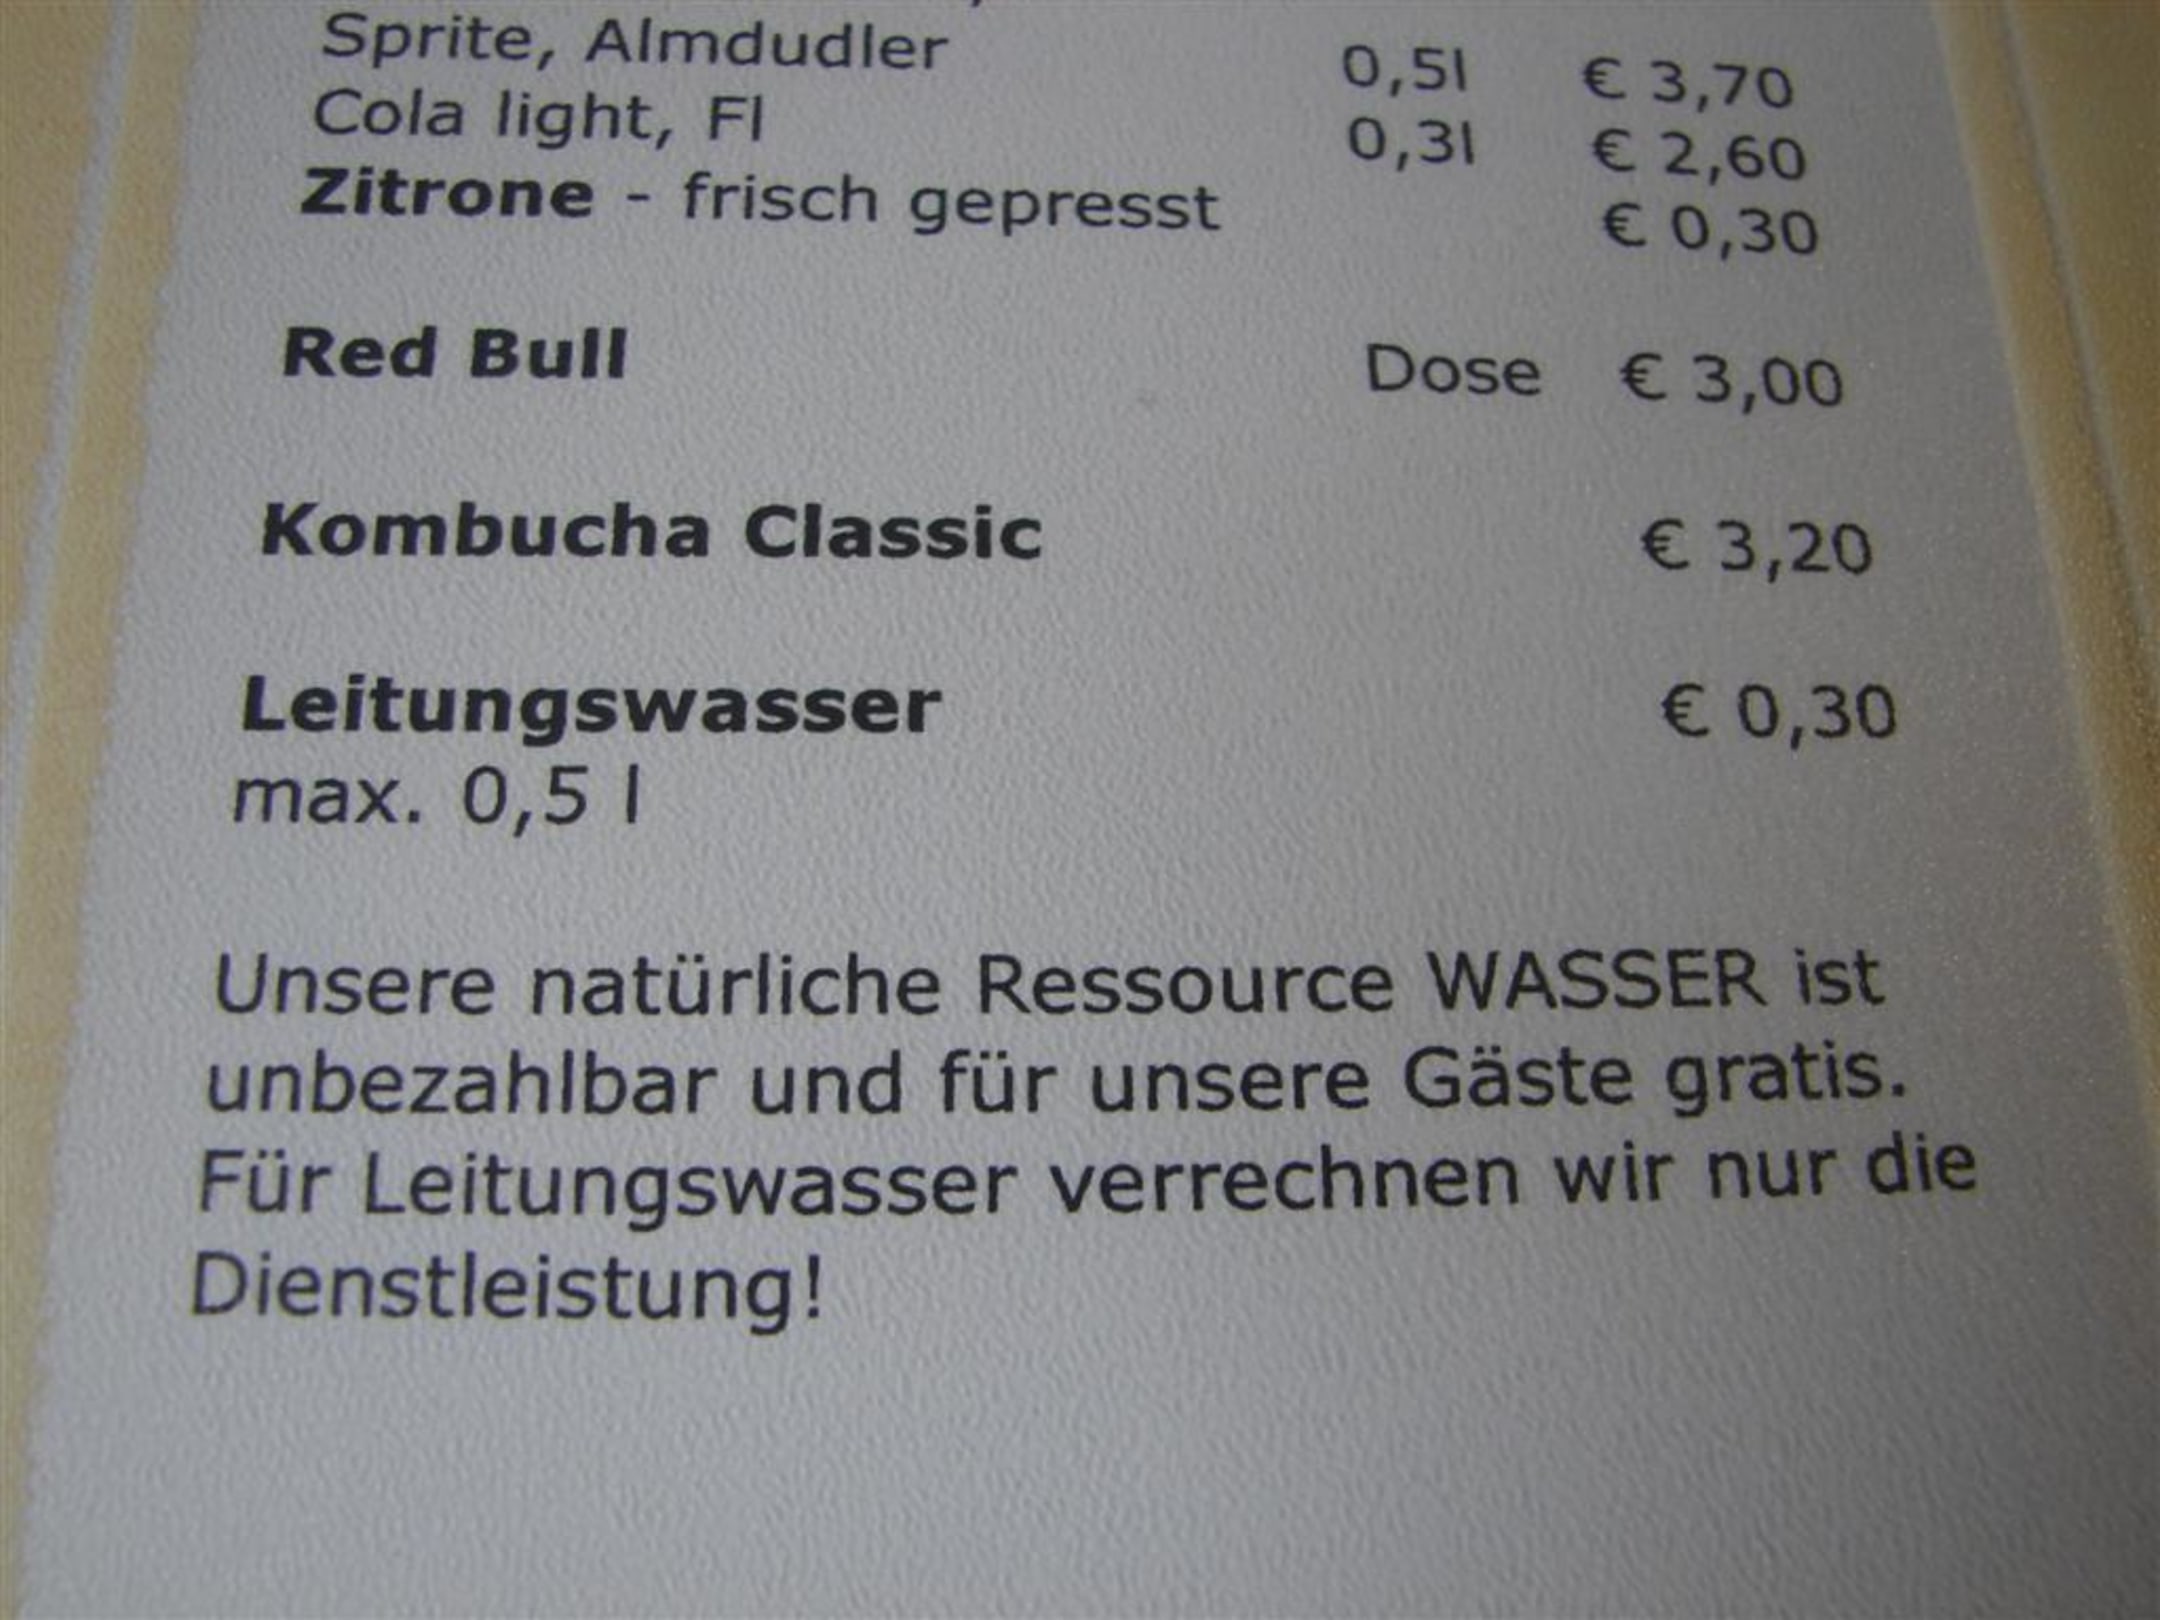 Sprite, Almdudler 0,5l € 3,70
Cola light, Fl 0,3l € 2,60
Zitrone - frisch gepresst € 0,30
Red Bull Dose € 3,00
Kombucha Classic € 3,20
Leitungswasser € 0,30
max. 0,5 l
Unsere natürliche Ressource WASSER ist
unbezahlbar und für unsere Gäste gratis.
Für Leitungswasser verrechnen wir nur die
Dienstleistung!